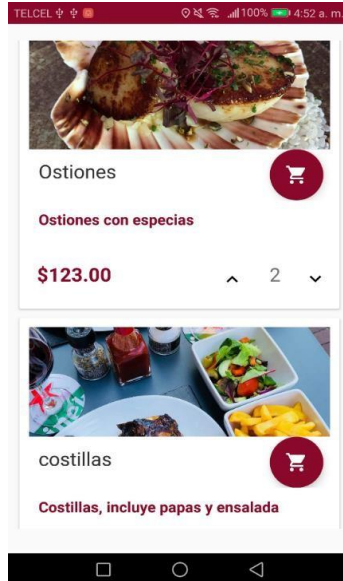 TELCEL 100% 4:52 a. m.
Ostiones
Ostiones con especias
$123.00 2
costillas
Costillas, incluye papas y ensalada